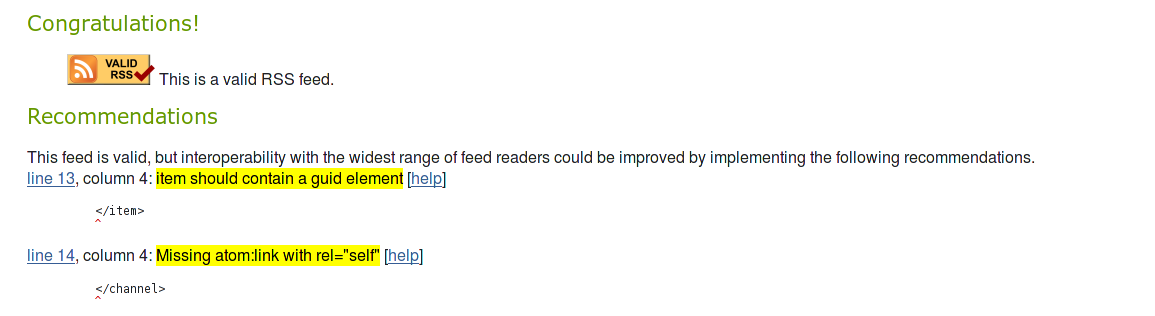 Congratulations!
VALID
RSS
This is a valid RSS feed.
Recommendations
This feed is valid, but interoperability with the widest range of feed readers could be improved by implementing the following recommendations.
line 13, column 4: item should contain a guid element [help]
</item>
^
line 14, column 4: Missing atom:link with rel="self" [help]
</channel>
^